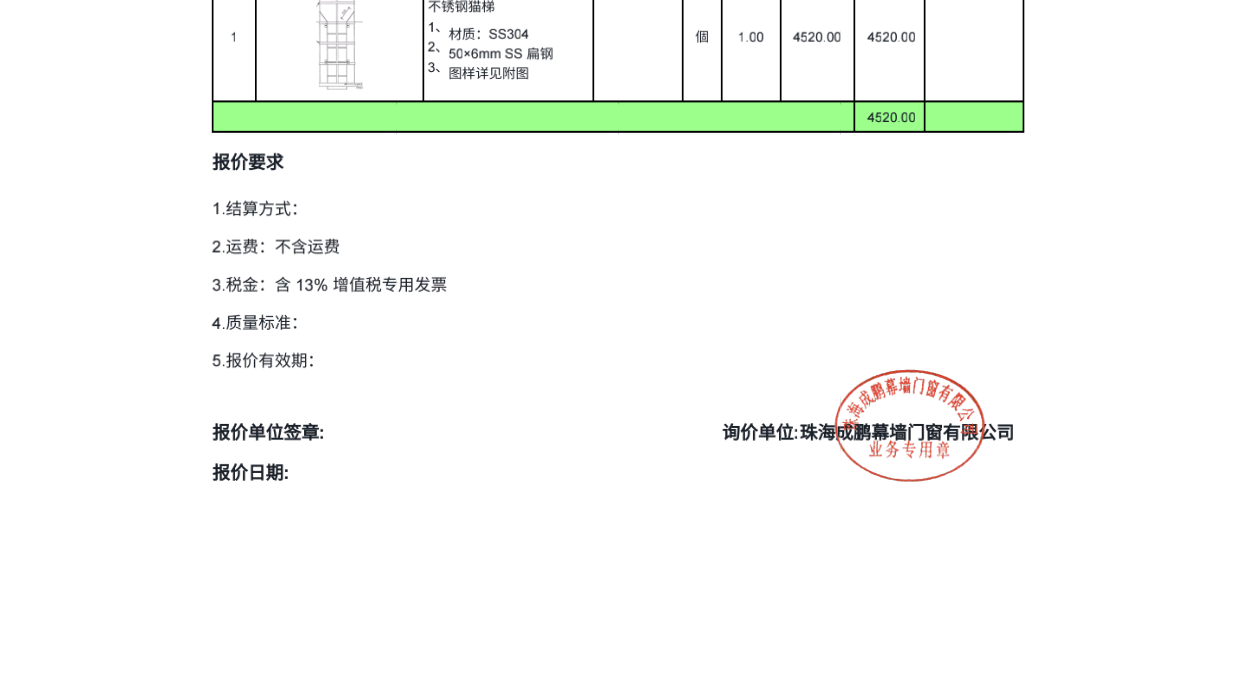 不锈钢猫梯
1 1、材质：SS304 個 1.00 4520.00 4520.00
2、50×6mm SS 扁钢
3、图样详见附图
4520.00
报价要求
1.结算方式：
2.运费：不含运费
3.税金：含 13% 增值税专用发票
4.质量标准：
5.报价有效期：
报价单位签章:
询价单位:珠海成鹏幕墙门窗有限公司
珠海成鹏幕墙门窗有限公司
业务专用章
报价日期: